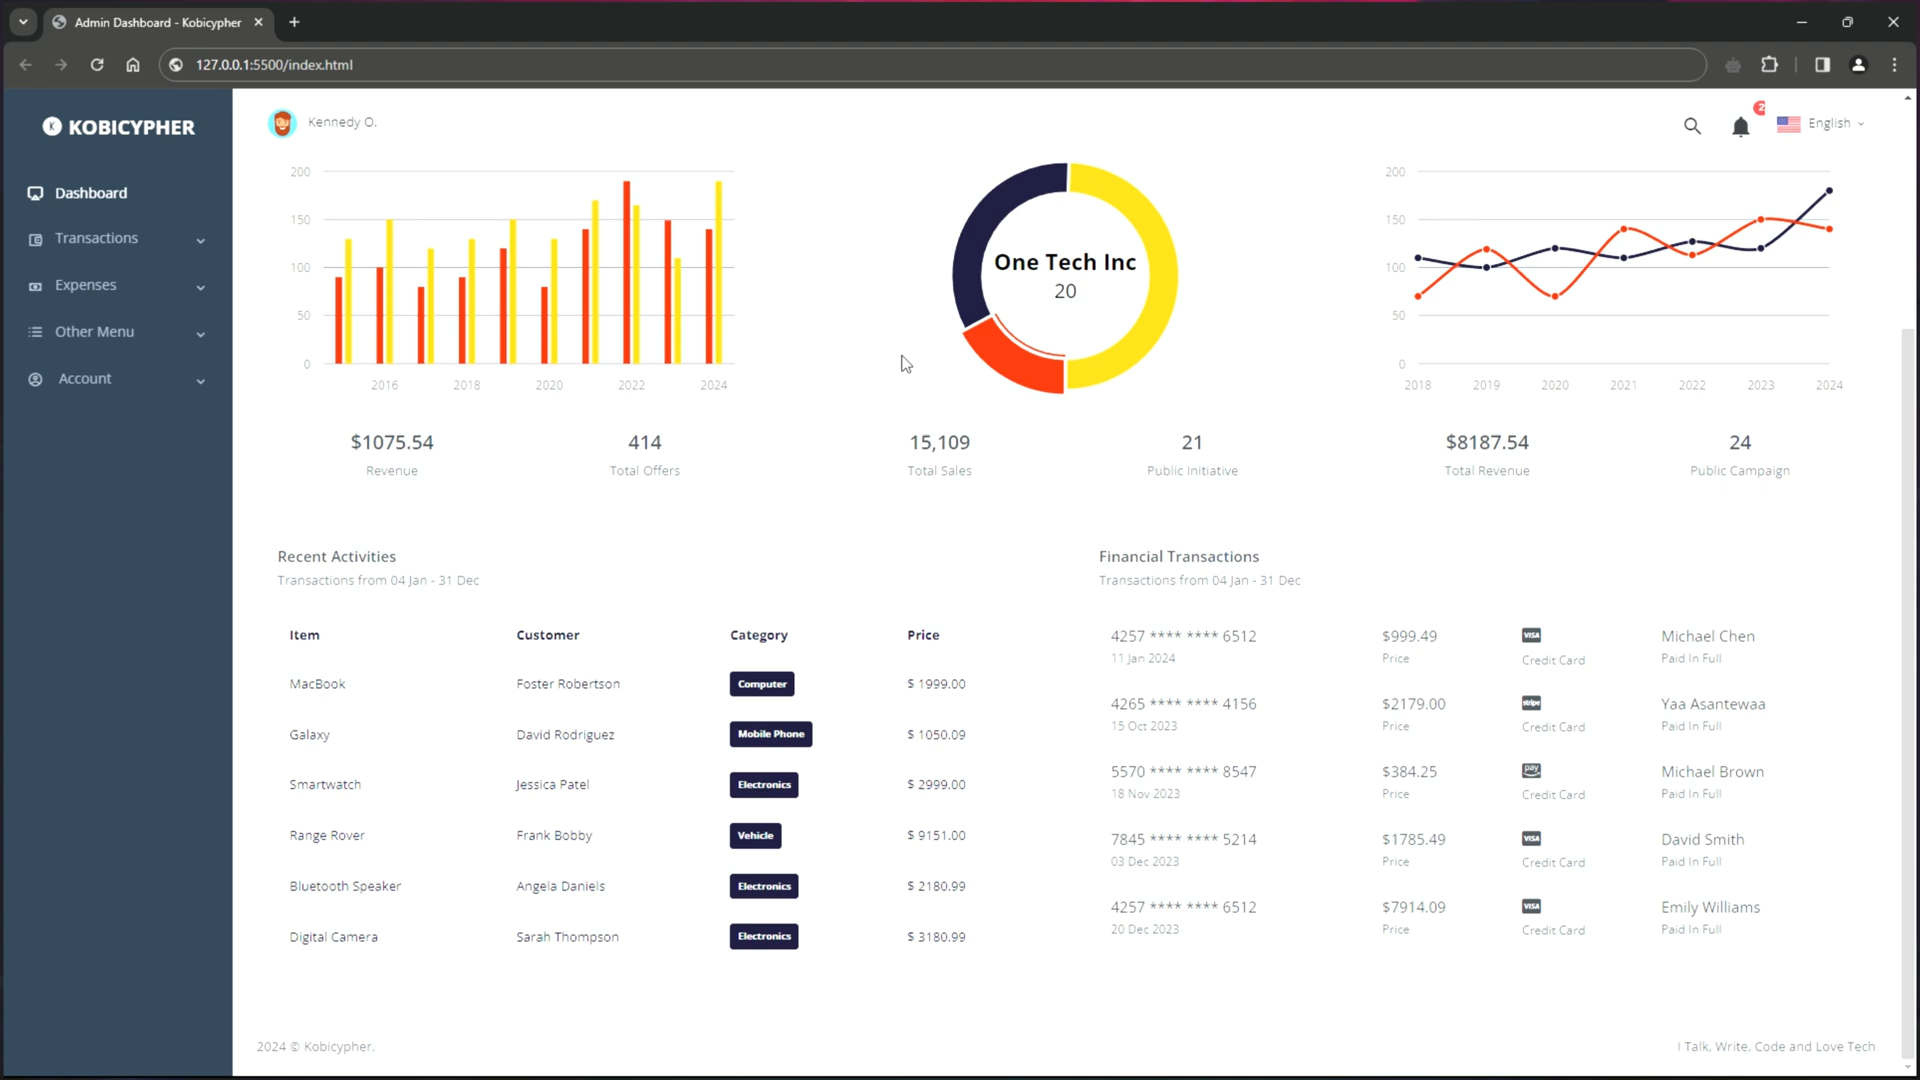 Admin Dashboard - Kobicypher
127.0.0.1:5500/index.html
K KOBICYPHER
Kennedy O.
2
English
Dashboard
Transactions
Expenses
Other Menu
Account
200
150
100
50
0
2016 2018 2020 2022 2024
One Tech Inc
20
200
150
100
50
0
2018 2019 2020 2021 2022 2023 2024
$1075.54 414 15,109 21 $8187.54 24
Revenue Total Offers Total Sales Public Initiative Total Revenue Public Campaign
Recent Activities
Transactions from 04 Jan - 31 Dec
Item Customer Category Price
MacBook Foster Robertson Computer $ 1999.00
Galaxy David Rodriguez Mobile Phone $ 1050.09
Smartwatch Jessica Patel Electronics $ 2999.00
Range Rover Frank Bobby Vehicle $ 9151.00
Bluetooth Speaker Angela Daniels Electronics $ 2180.99
Digital Camera Sarah Thompson Electronics $ 3180.99
Financial Transactions
Transactions from 04 Jan - 31 Dec
4257 **** **** 6512 $999.49 VISA Michael Chen
11 Jan 2024 Price Credit Card Paid In Full
4265 **** **** 4156 $2179.00 stripe Yaa Asantewaa
15 Oct 2023 Price Credit Card Paid In Full
5570 **** **** 8547 $384.25 pay Michael Brown
18 Nov 2023 Price Credit Card Paid In Full
7845 **** **** 5214 $1785.49 VISA David Smith
03 Dec 2023 Price Credit Card Paid In Full
4257 **** **** 6512 $7914.09 VISA Emily Williams
20 Dec 2023 Price Credit Card Paid In Full
2024 © Kobicypher.
I Talk, Write, Code and Love Tech